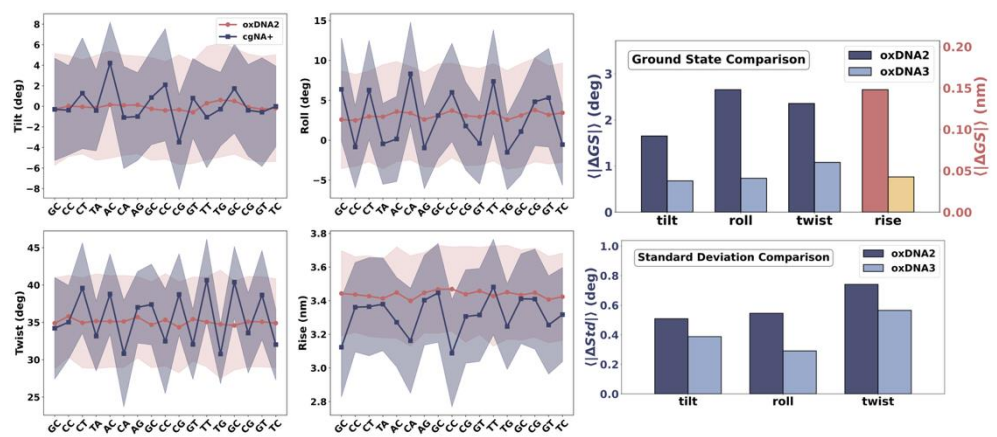 oxDNA2
cgNA+
Tilt (deg)
8
6
4
2
0
−2
−4
−6
−8
GC CC CT TA AC CA AG GC CC CG GT TT TG GC CG GT TC
Roll (deg)
15
10
5
0
−5
GC CC CT TA AC CA AG GC CC CG GT TT TG GC CG GT TC
Twist (deg)
45
40
35
30
25
GC CC CT TA AC CA AG GC CC CG GT TT TG GC CG GT TC
Rise (nm)
3.8
3.6
3.4
3.2
3.0
2.8
GC CC CT TA AC CA AG GC CC CG GT TT TG GC CG GT TC
Ground State Comparison
oxDNA2
oxDNA3
⟨|ΔGS|⟩ (deg)
3
2
1
0
⟨|ΔGS|⟩ (nm)
0.20
0.15
0.10
0.05
0.00
tilt roll twist rise
Standard Deviation Comparison
oxDNA2
oxDNA3
⟨|ΔStd|⟩ (deg)
1.0
0.8
0.6
0.4
0.2
0.0
tilt roll twist